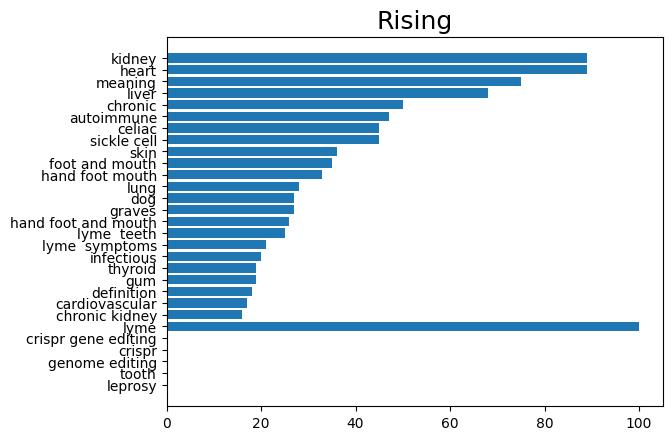 Rising
kidney
heart
meaning
liver
chronic
autoimmune
celiac
sickle cell
skin
foot and mouth
hand foot mouth
lung
dog
graves
hand foot and mouth
lyme  teeth
lyme  symptoms
infectious
thyroid
gum
definition
cardiovascular
chronic kidney
lyme
crispr gene editing
crispr
genome editing
tooth
leprosy
0 20 40 60 80 100